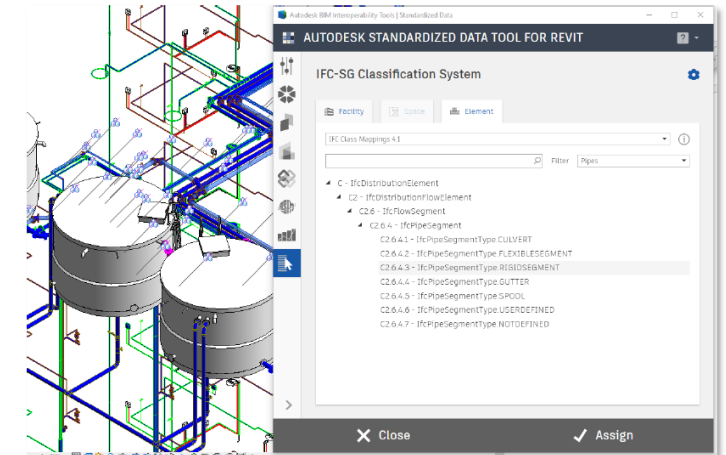 Autodesk BIM Interoperability Tools | Standardized Data
AUTODESK STANDARDIZED DATA TOOL FOR REVIT
?
IFC-SG Classification System
Facility Space Element
IFC Class Mappings 4.1
Filter Pipes
C - IfcDistributionElement
C2 - IfcDistributionFlowElement
C2.6 - IfcFlowSegment
C2.6.4 - IfcPipeSegment
C2.6.4.1 - IfcPipeSegmentType.CULVERT
C2.6.4.2 - IfcPipeSegmentType.FLEXIBLESEGMENT
C2.6.4.3 - IfcPipeSegmentType.RIGIDSEGMENT
C2.6.4.4 - IfcPipeSegmentType.GUTTER
C2.6.4.5 - IfcPipeSegmentType.SPOOL
C2.6.4.6 - IfcPipeSegmentType.USERDEFINED
C2.6.4.7 - IfcPipeSegmentType.NOTDEFINED
Close Assign